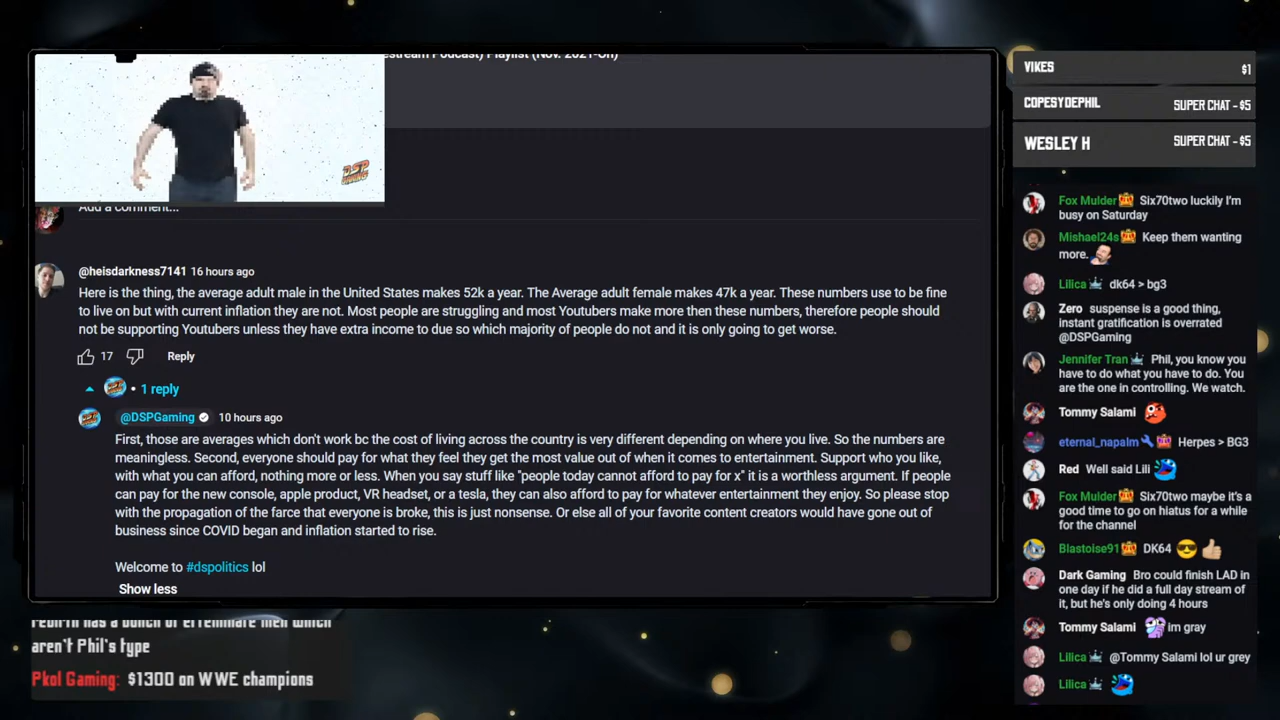 estream Podcast) Playlist (Nov. 2021-On)
DSP
GAMING
Add a comment...
@heisdarkness7141 16 hours ago
Here is the thing, the average adult male in the United States makes 52k a year. The Average adult female makes 47k a year. These numbers use to be fine
to live on but with current inflation they are not. Most people are struggling and most Youtubers make more then these numbers, therefore people should
not be supporting Youtubers unless they have extra income to due so which majority of people do not and it is only going to get worse.
17 Reply
• 1 reply
@DSPGaming 10 hours ago
First, those are averages which don't work bc the cost of living across the country is very different depending on where you live. So the numbers are
meaningless. Second, everyone should pay for what they feel they get the most value out of when it comes to entertainment. Support who you like,
with what you can afford, nothing more or less. When you say stuff like "people today cannot afford to pay for x" it is a worthless argument. If people
can pay for the new console, apple product, VR headset, or a tesla, they can also afford to pay for whatever entertainment they enjoy. So please stop
with the propagation of the farce that everyone is broke, this is just nonsense. Or else all of your favorite content creators would have gone out of
business since COVID began and inflation started to rise.
Welcome to #dspolitics lol
Show less
rebirth has a bunch of effeminate men which
aren't Phil's type
Pkol Gaming: $1300 on WWE champions
VIKES $1
COPESYDEPHIL SUPER CHAT - $5
WESLEY H SUPER CHAT - $5
Fox Mulder Six70two luckily I'm
busy on Saturday
Mishael24s Keep them wanting
more.
Lilica dk64 > bg3
Zero suspense is a good thing,
instant gratification is overrated
@DSPGaming
Jennifer Tran Phil, you know you
have to do what you have to do. You
are the one in controlling. We watch.
Tommy Salami
eternal_napalm Herpes > BG3
Red Well said Lili
Fox Mulder Six70two maybe it's a
good time to go on hiatus for a while
for the channel
Blastoise91 DK64
Dark Gaming Bro could finish LAD in
one day if he did a full day stream of
it, but he's only doing 4 hours
Tommy Salami im gray
Lilica @Tommy Salami lol ur grey
Lilica